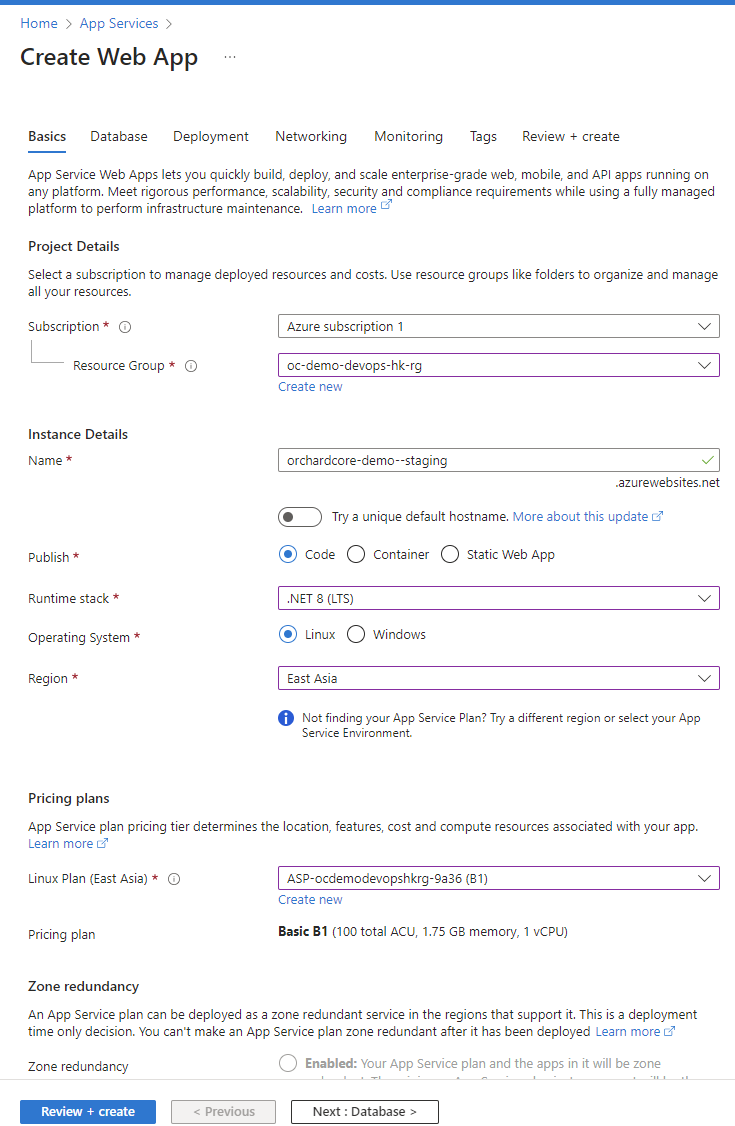 Home > App Services >
Create Web App ...
Basics Database Deployment Networking Monitoring Tags Review + create
App Service Web Apps lets you quickly build, deploy, and scale enterprise-grade web, mobile, and API apps running on
any platform. Meet rigorous performance, scalability, security and compliance requirements while using a fully managed
platform to perform infrastructure maintenance. Learn more
Project Details
Select a subscription to manage deployed resources and costs. Use resource groups like folders to organize and manage
all your resources.
Subscription * Azure subscription 1
Resource Group * oc-demo-devops-hk-rg
Create new
Instance Details
Name * orchardcore-demo--staging
.azurewebsites.net
Try a unique default hostname. More about this update
Publish * Code Container Static Web App
Runtime stack * .NET 8 (LTS)
Operating System * Linux Windows
Region * East Asia
Not finding your App Service Plan? Try a different region or select your App
Service Environment.
Pricing plans
App Service plan pricing tier determines the location, features, cost and compute resources associated with your app.
Learn more
Linux Plan (East Asia) * ASP-ocdemodevopshkrg-9a36 (B1)
Create new
Pricing plan Basic B1 (100 total ACU, 1.75 GB memory, 1 vCPU)
Zone redundancy
An App Service plan can be deployed as a zone redundant service in the regions that support it. This is a deployment
time only decision. You can't make an App Service plan zone redundant after it has been deployed Learn more
Zone redundancy Enabled: Your App Service plan and the apps in it will be zone
Review + create < Previous Next : Database >